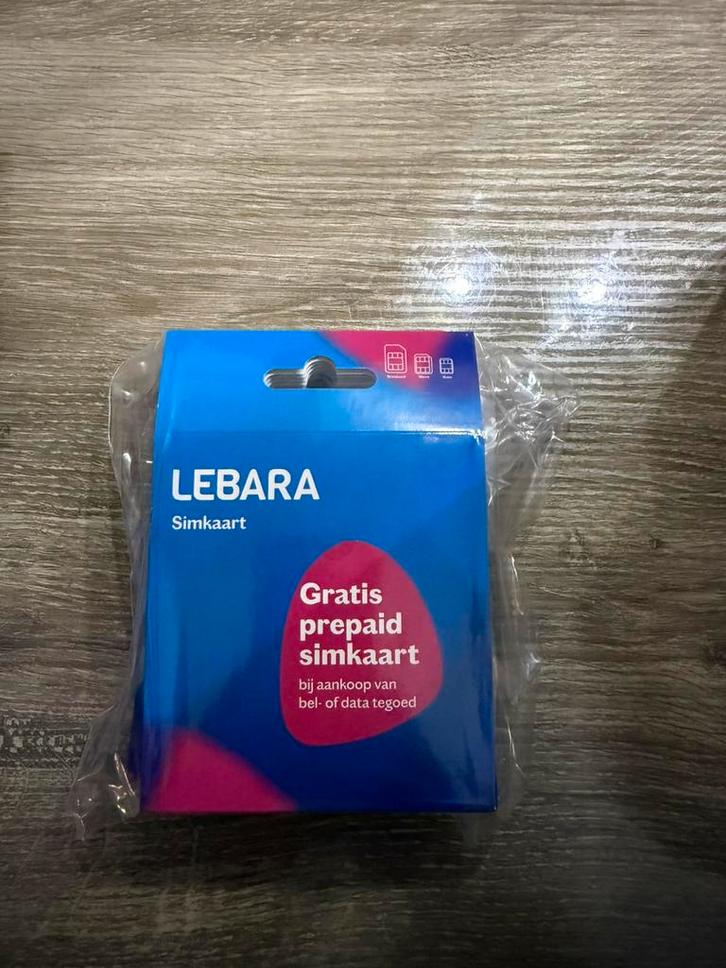 LEBARA
Simkaart
Gratis
prepaid
simkaart
bij aankoop van
bel- of data tegoed